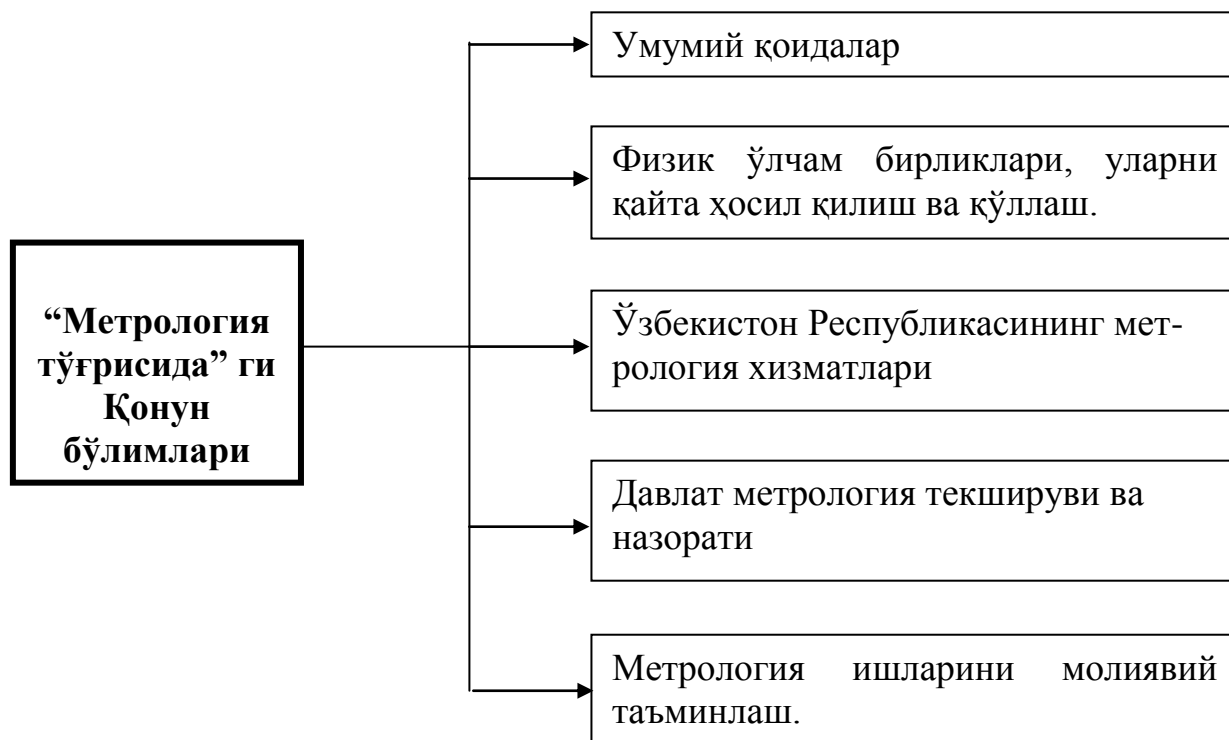 “Метрология
тўғрисида” ги
Қонун
бўлимлари
Умумий қоидалар
Физик ўлчам бирликлари, уларни
қайта ҳосил қилиш ва қўллаш.
Ўзбекистон Республикасининг мет-
рология хизматлари
Давлат метрология текшируви ва
назорати
Метрология ишларини молиявий
таъминлаш.